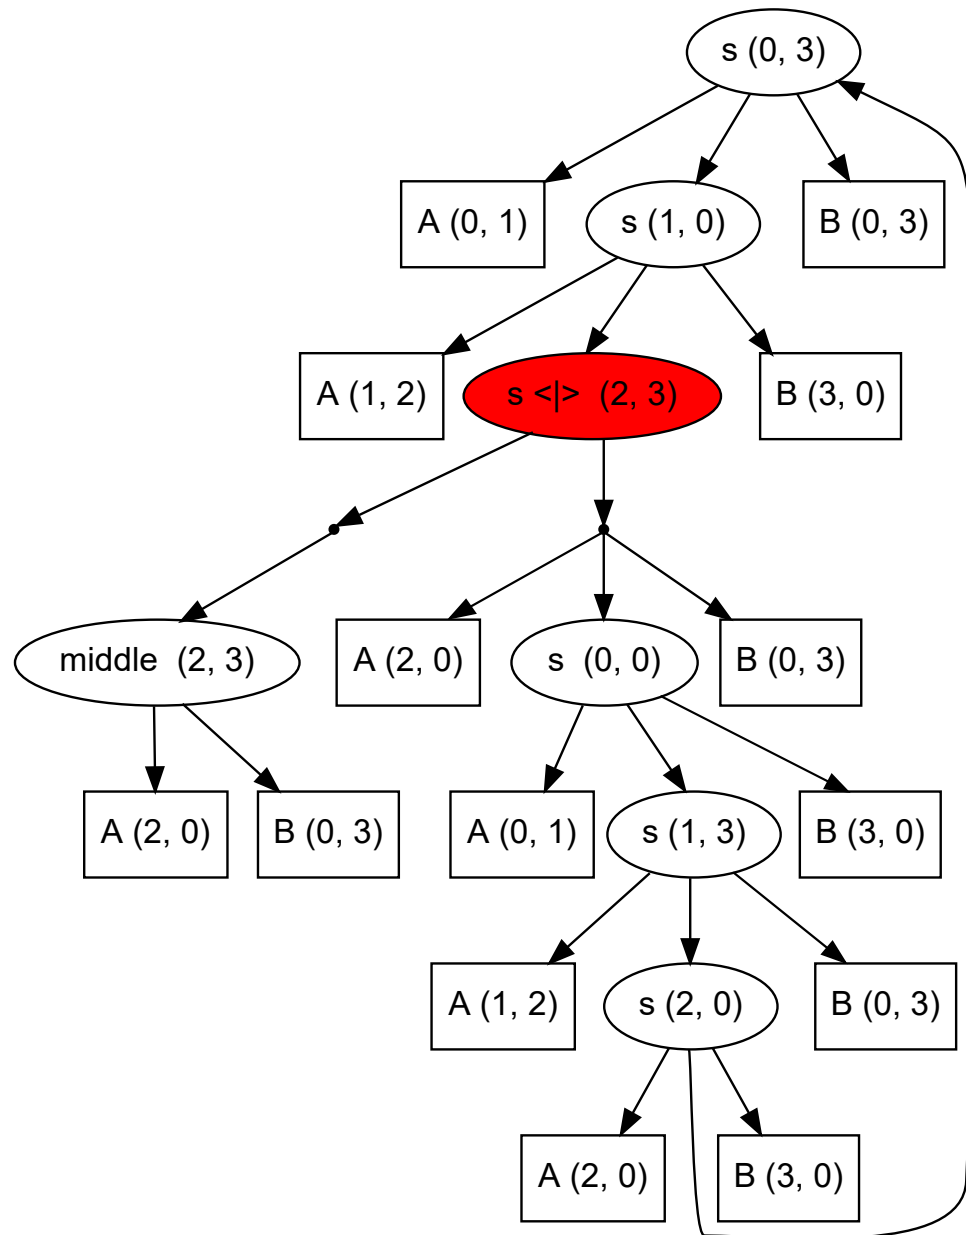 s (0, 3)
A (0, 1)
s (1, 0)
B (0, 3)
A (1, 2)
s <|> (2, 3)
B (3, 0)
middle (2, 3)
A (2, 0)
s (0, 0)
B (0, 3)
A (2, 0)
B (0, 3)
A (0, 1)
s (1, 3)
B (3, 0)
A (1, 2)
s (2, 0)
B (0, 3)
A (2, 0)
B (3, 0)